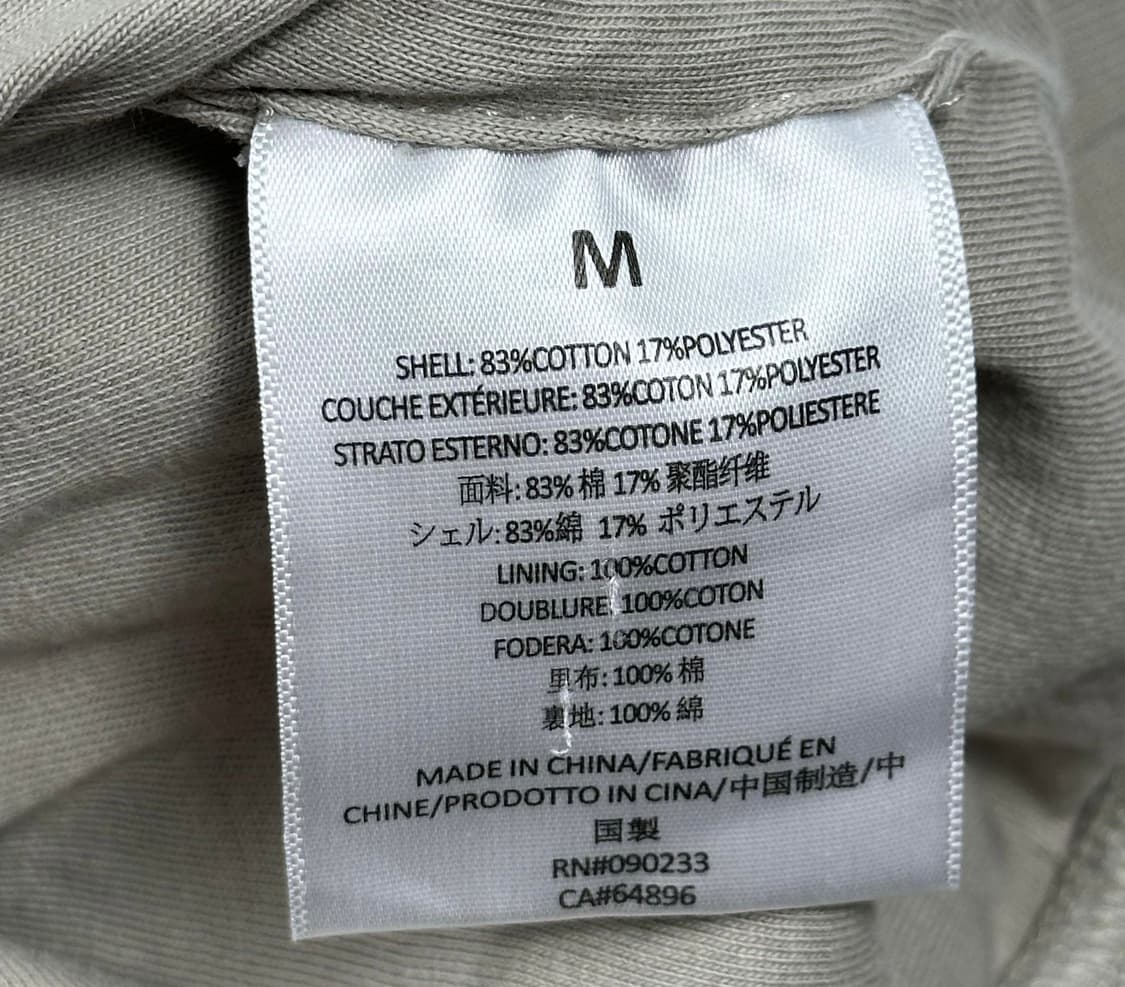 M
SHELL: 83%COTTON 17%POLYESTER
COUCHE EXTÉRIEURE: 83%COTON 17%POLYESTER
STRATO ESTERNO: 83%COTONE 17%POLIESTERE
面料: 83% 棉 17% 聚酯纤维
シェル: 83%綿 17% ポリエステル
LINING: 100%COTTON
DOUBLURE: 100%COTON
FODERA: 100%COTONE
里布: 100% 棉
裏地: 100% 綿
MADE IN CHINA/FABRIQUÉ EN
CHINE/PRODOTTO IN CINA/中国制造/中
国製
RN#090233
CA#64896